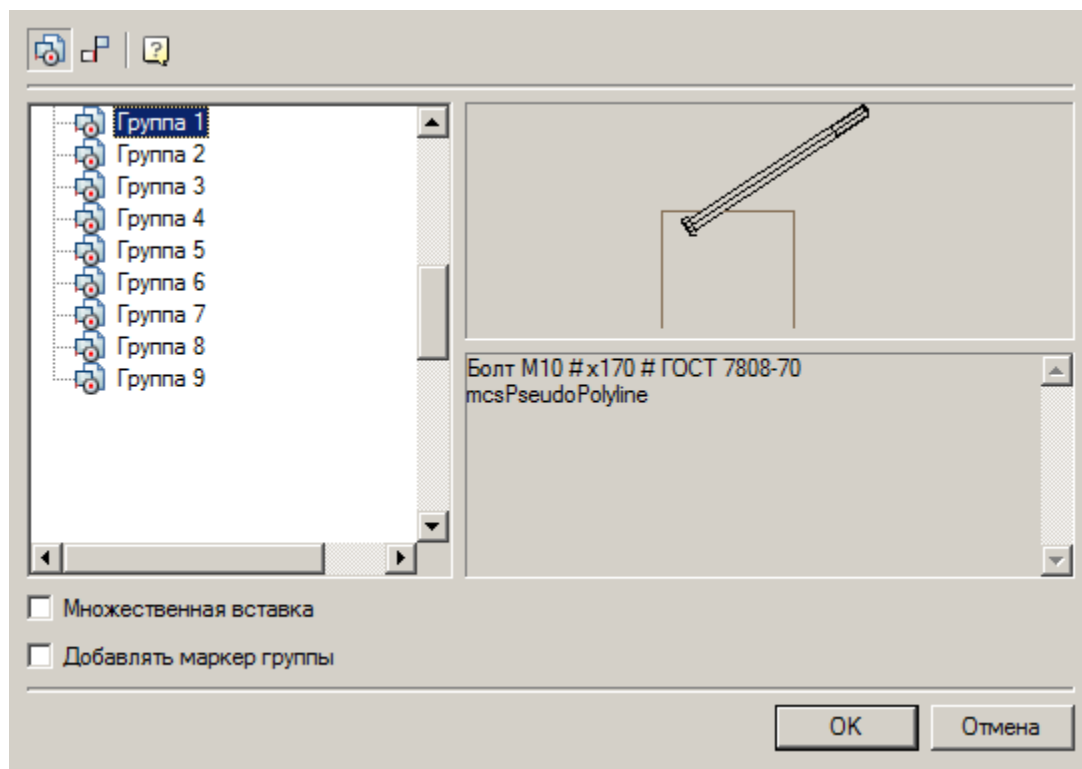 Группа 1
Группа 2
Группа 3
Группа 4
Группа 5
Группа 6
Группа 7
Группа 8
Группа 9
Болт М10 # x170 # ГОСТ 7808-70
mcsPseudoPolyline
Множественная вставка
Добавлять маркер группы
OK
Отмена